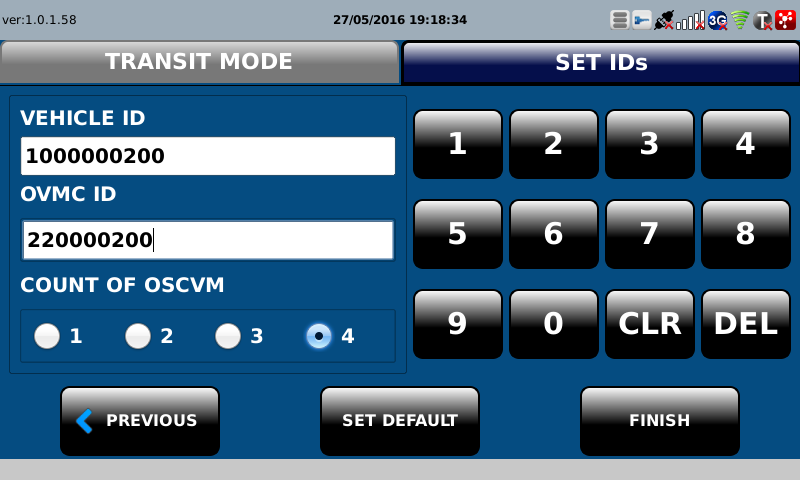 ver:1.0.1.58 27/05/2016 19:18:34 3G T
TRANSIT MODE SET IDs
VEHICLE ID
1000000200
OVMC ID
220000200
COUNT OF OSCVM
1 2 3 4
1 2 3 4
5 6 7 8
9 0 CLR DEL
PREVIOUS SET DEFAULT FINISH